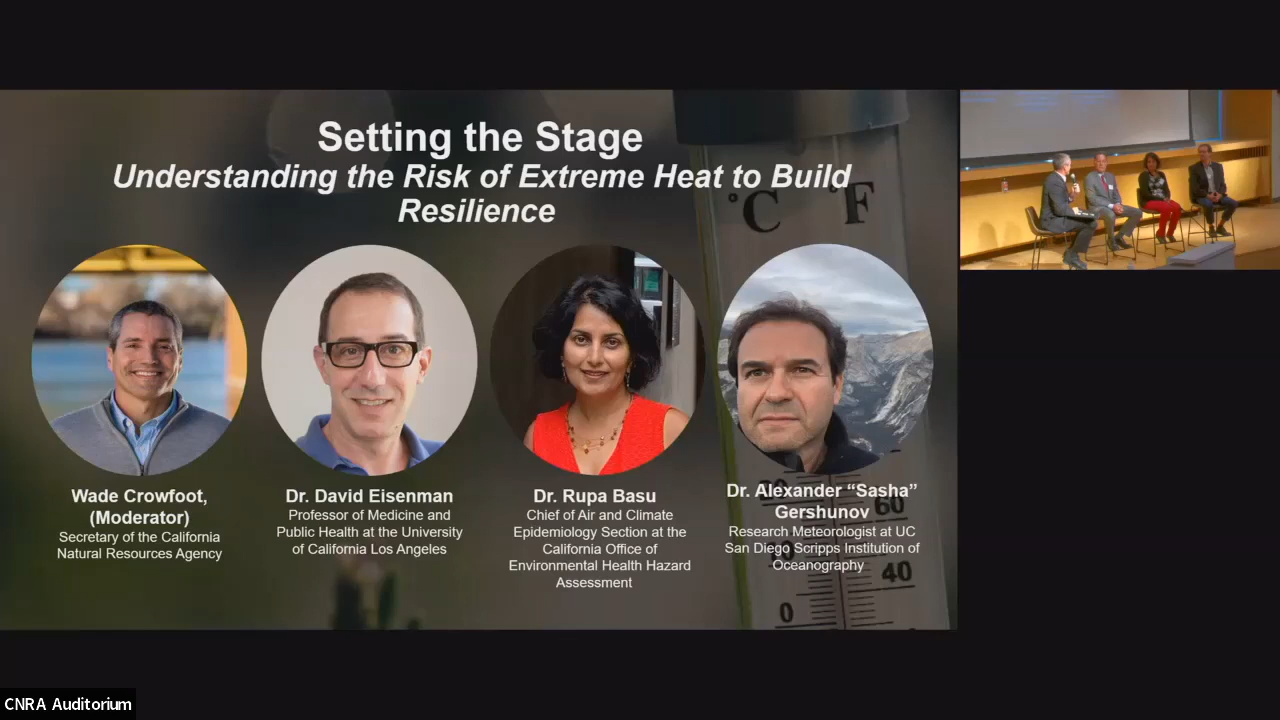 Setting the Stage
Understanding the Risk of Extreme Heat to Build
Resilience
°C °F
Wade Crowfoot,
(Moderator)
Secretary of the California
Natural Resources Agency
Dr. David Eisenman
Professor of Medicine and
Public Health at the University
of California Los Angeles
Dr. Rupa Basu
Chief of Air and Climate
Epidemiology Section at the
California Office of
Environmental Health Hazard
Assessment
Dr. Alexander “Sasha”
Gershunov
Research Meteorologist at UC
San Diego Scripps Institution of
Oceanography
60
40
0
CNRA Auditorium